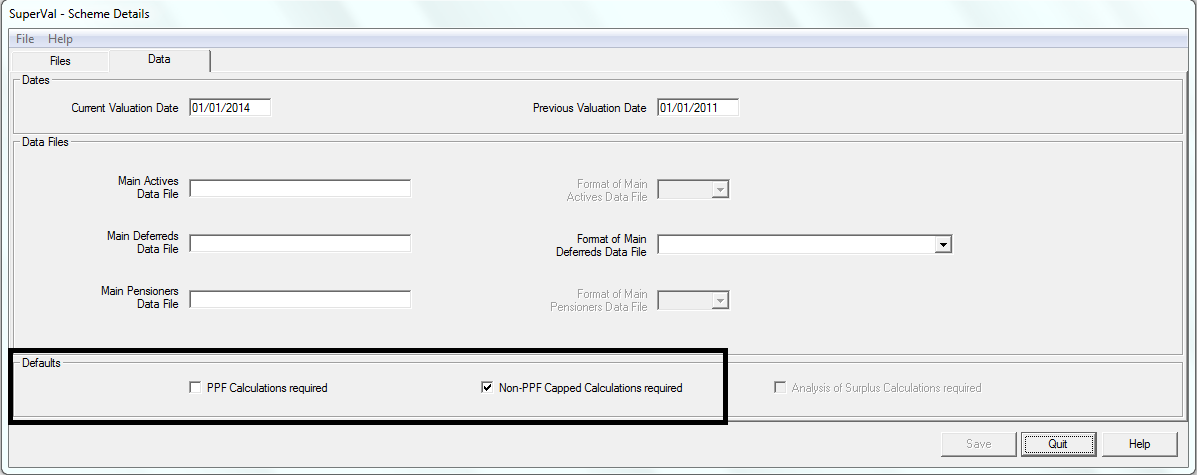 SuperVal - Scheme Details
File Help
Files Data
Dates
Current Valuation Date 01/01/2014 Previous Valuation Date 01/01/2011
Data Files
Main Actives Format of Main
Data File Actives Data File
Main Deferreds Format of Main
Data File Deferreds Data File
Main Pensioners Format of Main
Data File Pensioners Data File
Defaults
PPF Calculations required Non-PPF Capped Calculations required Analysis of Surplus Calculations required
Save Quit Help